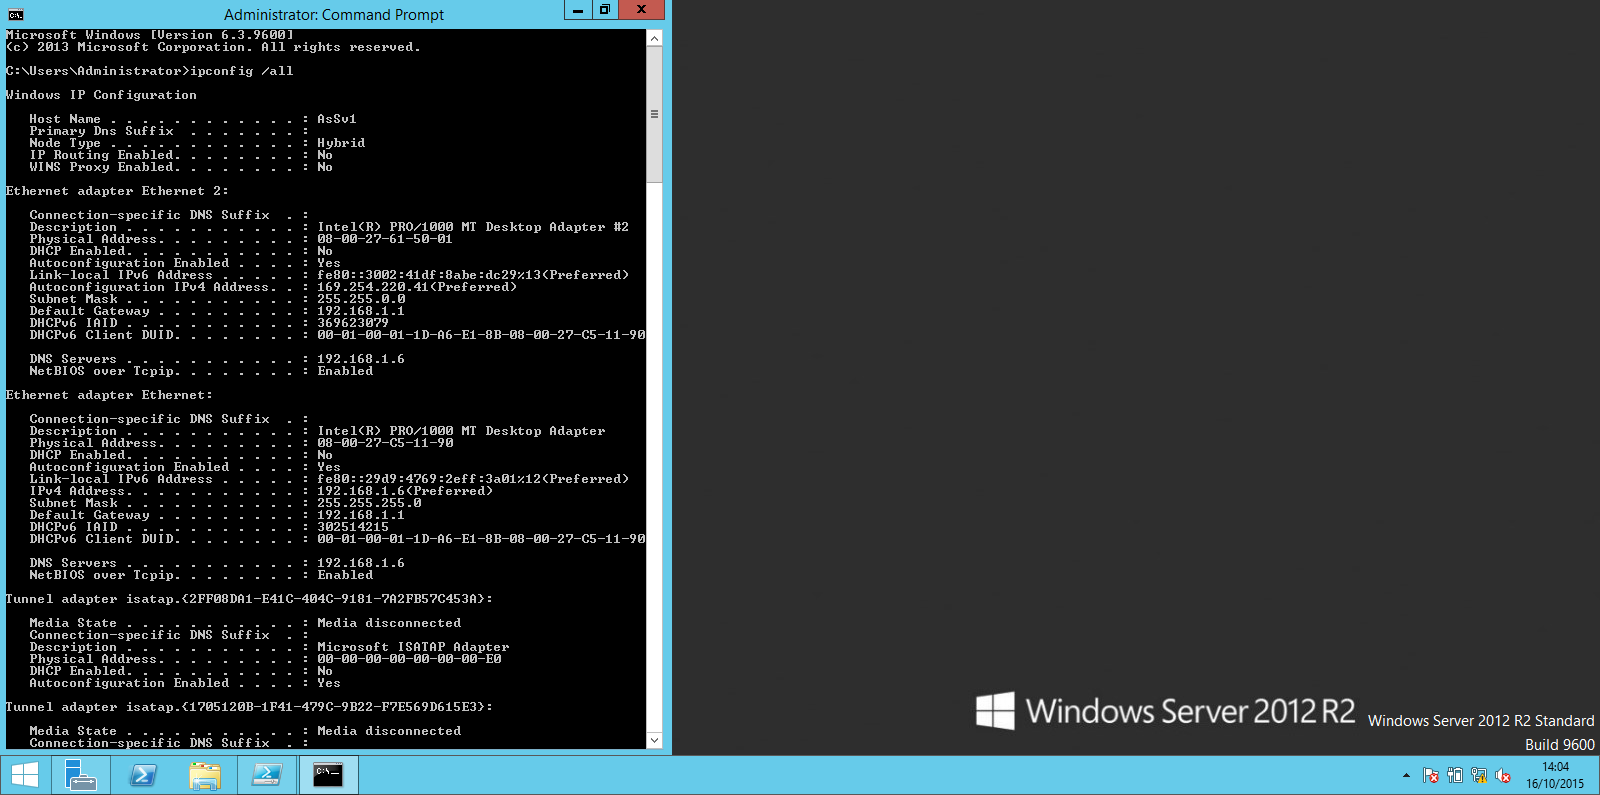 Administrator: Command Prompt
Microsoft Windows [Version 6.3.9600]
(c) 2013 Microsoft Corporation. All rights reserved.
C:\Users\Administrator>ipconfig /all
Windows IP Configuration
Host Name . . . . . . . . . . . . : AsSv1
Primary Dns Suffix  . . . . . . . :
Node Type . . . . . . . . . . . . : Hybrid
IP Routing Enabled. . . . . . . . : No
WINS Proxy Enabled. . . . . . . . : No
Ethernet adapter Ethernet 2:
Connection-specific DNS Suffix  . :
Description . . . . . . . . . . . : Intel(R) PRO/1000 MT Desktop Adapter #2
Physical Address. . . . . . . . . : 08-00-27-61-50-01
DHCP Enabled. . . . . . . . . . . : No
Autoconfiguration Enabled . . . . : Yes
Link-local IPv6 Address . . . . . : fe80::3002:41df:8abe:dc29%13(Preferred)
Autoconfiguration IPv4 Address. . : 169.254.220.41(Preferred)
Subnet Mask . . . . . . . . . . . : 255.255.0.0
Default Gateway . . . . . . . . . : 192.168.1.1
DHCPv6 IAID . . . . . . . . . . . : 369623079
DHCPv6 Client DUID. . . . . . . . : 00-01-00-01-1D-A6-E1-8B-08-00-27-C5-11-90
DNS Servers . . . . . . . . . . . : 192.168.1.6
NetBIOS over Tcpip. . . . . . . . : Enabled
Ethernet adapter Ethernet:
Connection-specific DNS Suffix  . :
Description . . . . . . . . . . . : Intel(R) PRO/1000 MT Desktop Adapter
Physical Address. . . . . . . . . : 08-00-27-C5-11-90
DHCP Enabled. . . . . . . . . . . : No
Autoconfiguration Enabled . . . . : Yes
Link-local IPv6 Address . . . . . : fe80::29d9:4769:2eff:3a01%12(Preferred)
IPv4 Address. . . . . . . . . . . : 192.168.1.6(Preferred)
Subnet Mask . . . . . . . . . . . : 255.255.255.0
Default Gateway . . . . . . . . . : 192.168.1.1
DHCPv6 IAID . . . . . . . . . . . : 302514215
DHCPv6 Client DUID. . . . . . . . : 00-01-00-01-1D-A6-E1-8B-08-00-27-C5-11-90
DNS Servers . . . . . . . . . . . : 192.168.1.6
NetBIOS over Tcpip. . . . . . . . : Enabled
Tunnel adapter isatap.{2FF08DA1-E41C-404C-9181-7A2FB57C453A}:
Media State . . . . . . . . . . . : Media disconnected
Connection-specific DNS Suffix  . :
Description . . . . . . . . . . . : Microsoft ISATAP Adapter
Physical Address. . . . . . . . . : 00-00-00-00-00-00-00-E0
DHCP Enabled. . . . . . . . . . . : No
Autoconfiguration Enabled . . . . : Yes
Tunnel adapter isatap.{1705120B-1F41-479C-9B22-F7E569D615E3}:
Media State . . . . . . . . . . . : Media disconnected
Connection-specific DNS Suffix  . :
Windows Server 2012 R2
Windows Server 2012 R2 Standard
Build 9600
14:04
16/10/2015